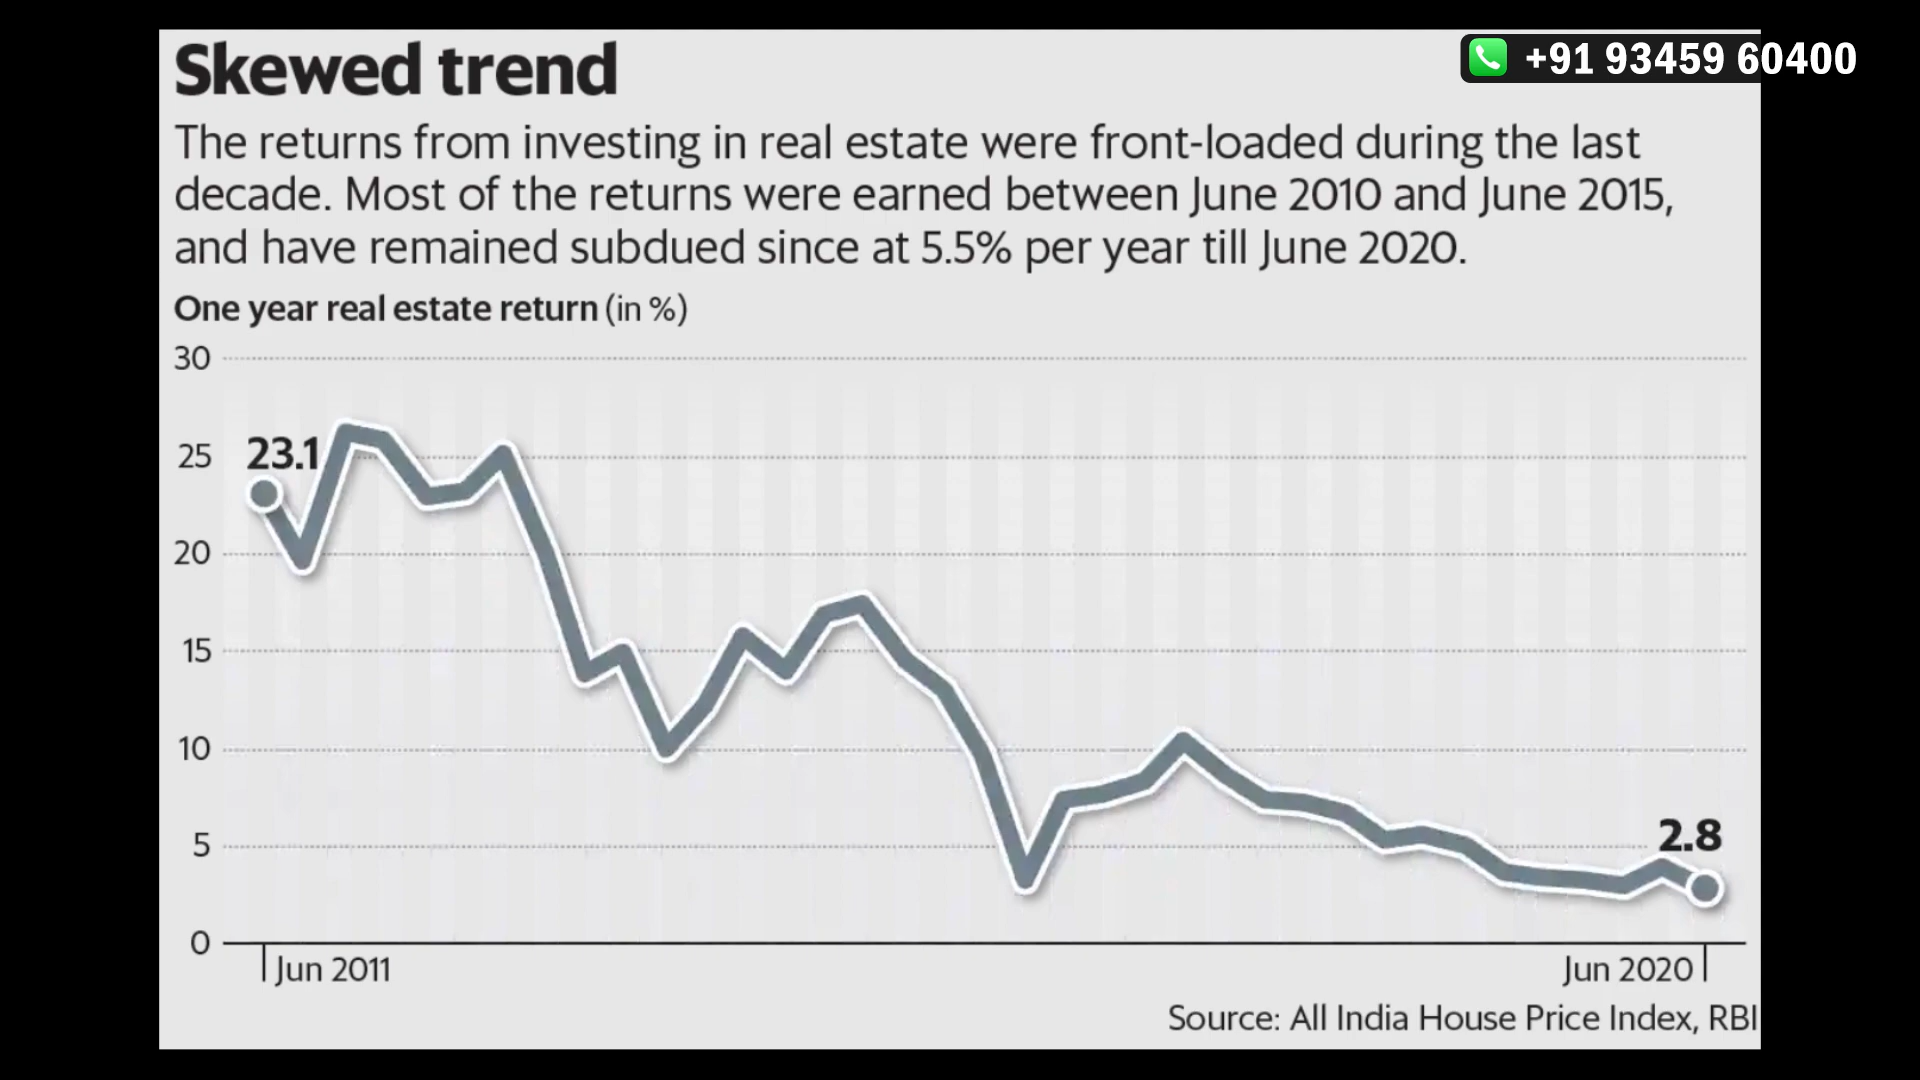 Skewed trend
+91 93459 60400
The returns from investing in real estate were front-loaded during the last
decade. Most of the returns were earned between June 2010 and June 2015,
and have remained subdued since at 5.5% per year till June 2020.
One year real estate return (in %)
30
25
23.1
20
15
10
5
2.8
0
Jun 2011
Jun 2020
Source: All India House Price Index, RBI